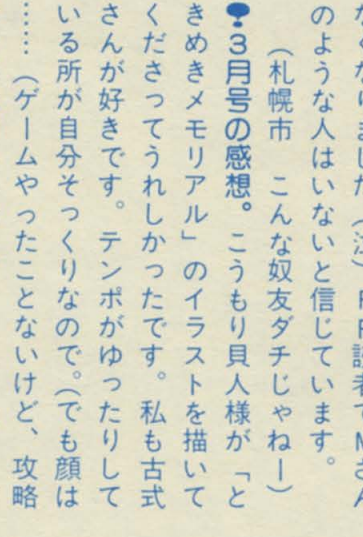 のような人はいないと信じています。
（札幌市　こんな奴友ダチじゃねー）
3月号の感想。こうもり貝人様が「と
きめきメモリアル」のイラストを描いて
くださってうれしかったです。私も古式
さんが好きです。テンポがゆったりして
いる所が自分そっくりなので。（でも顔は
……（ゲームやったことないけど、攻略